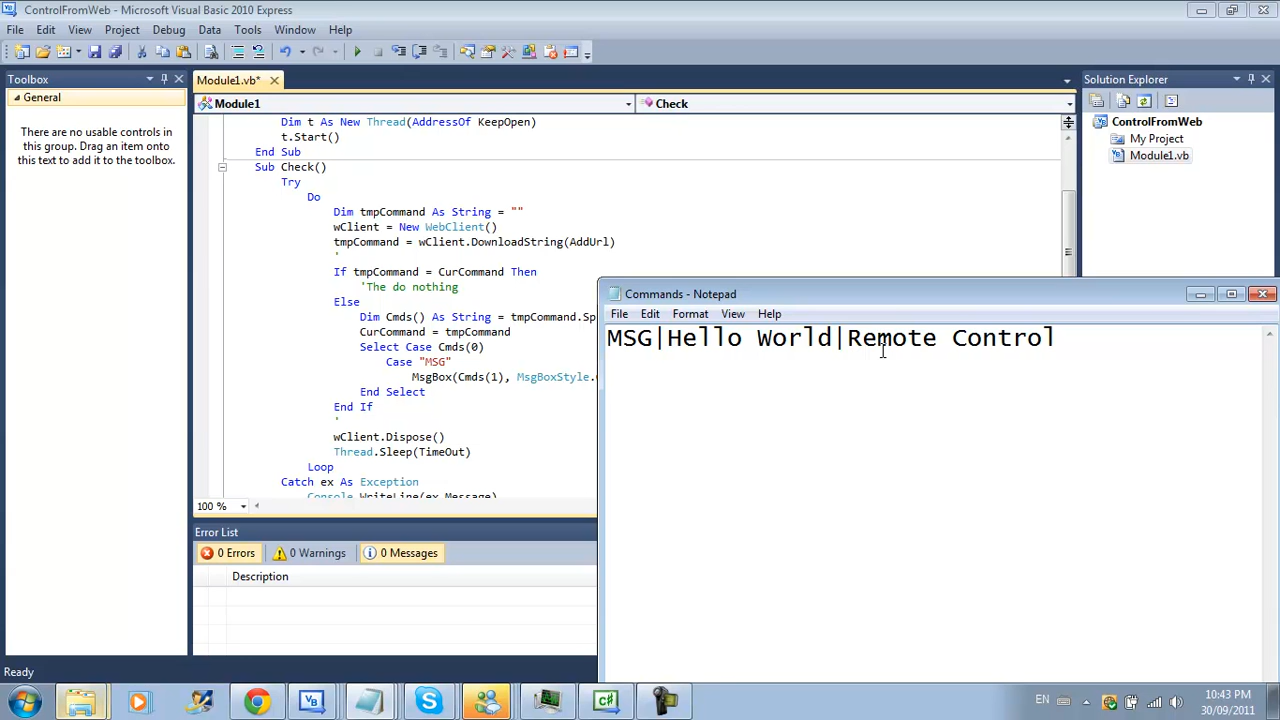 ControlFromWeb - Microsoft Visual Basic 2010 Express
File Edit View Project Debug Data Tools Window Help
Toolbox
General
There are no usable controls in
this group. Drag an item onto
this text to add it to the toolbox.
Module1.vb*
Module1
Check
Dim t As New Thread(AddressOf KeepOpen)
t.Start()
End Sub
Sub Check()
Try
Do
Dim tmpCommand As String = ""
wClient = New WebClient()
tmpCommand = wClient.DownloadString(AddUrl)
'
If tmpCommand = CurCommand Then
'The do nothing
Else
Dim Cmds() As String = tmpCommand.Sp
CurCommand = tmpCommand
Select Case Cmds(0)
Case "MSG"
MsgBox(Cmds(1), MsgBoxStyle.
End Select
End If
'
wClient.Dispose()
Thread.Sleep(TimeOut)
Loop
Catch ex As Exception
Console.WriteLine(ex.Message)
100 %
Error List
0 Errors
0 Warnings
0 Messages
Description
Solution Explorer
ControlFromWeb
My Project
Module1.vb
Commands - Notepad
File Edit Format View Help
MSG|Hello World|Remote Control
Ready
EN
10:43 PM
30/09/2011